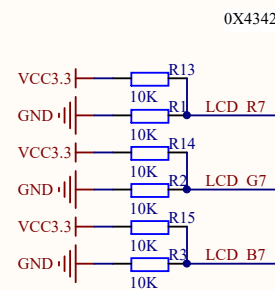 0X4342
VCC3.3 R13
10K
GND R1 LCD_R7
10K
VCC3.3 R14
10K
GND R2 LCD_G7
10K
VCC3.3 R15
10K
GND R3 LCD_B7
10K